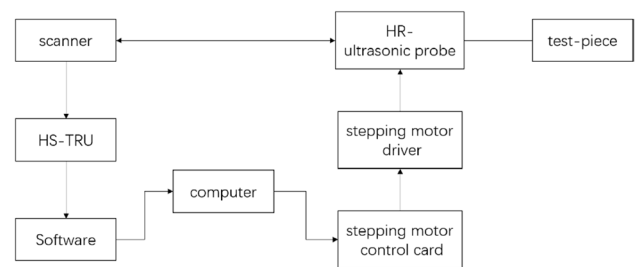 scanner
HR-
ultrasonic probe
test-piece
HS-TRU
stepping motor
driver
computer
Software
stepping motor
control card